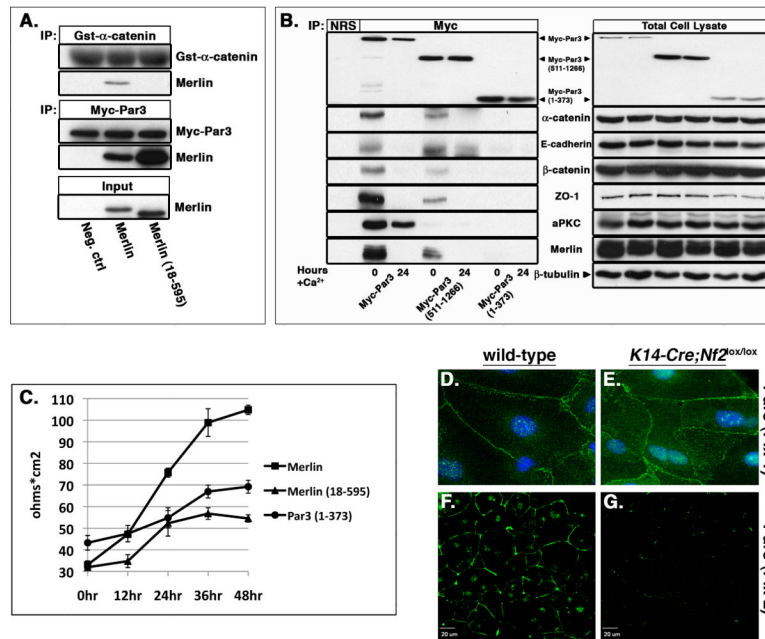 A.
IP: Gst-α-catenin
Gst-α-catenin
Merlin
IP: Myc-Par3
Myc-Par3
Merlin
Input
Merlin
Neg. ctrl
Merlin
Merlin (18-595)
B.
IP: NRS Myc
Total Cell Lysate
Myc-Par3
Myc-Par3
(511-1266)
Myc-Par3
(1-373)
α-catenin
E-cadherin
β-catenin
ZO-1
aPKC
Merlin
β-tubulin
Hours
+Ca²⁺
0 24 0 24 0 24
Myc-Par3
Myc-Par3
(511-1266)
Myc-Par3
(1-373)
C.
ohms*cm2
110
100
90
80
70
60
50
40
30
0hr 12hr 24hr 36hr 48hr
Merlin
Merlin (18-595)
Par3 (1-373)
wild-type
K14-Cre;Nf2lox/lox
D.
E.
F.
G.
20 um
20 um